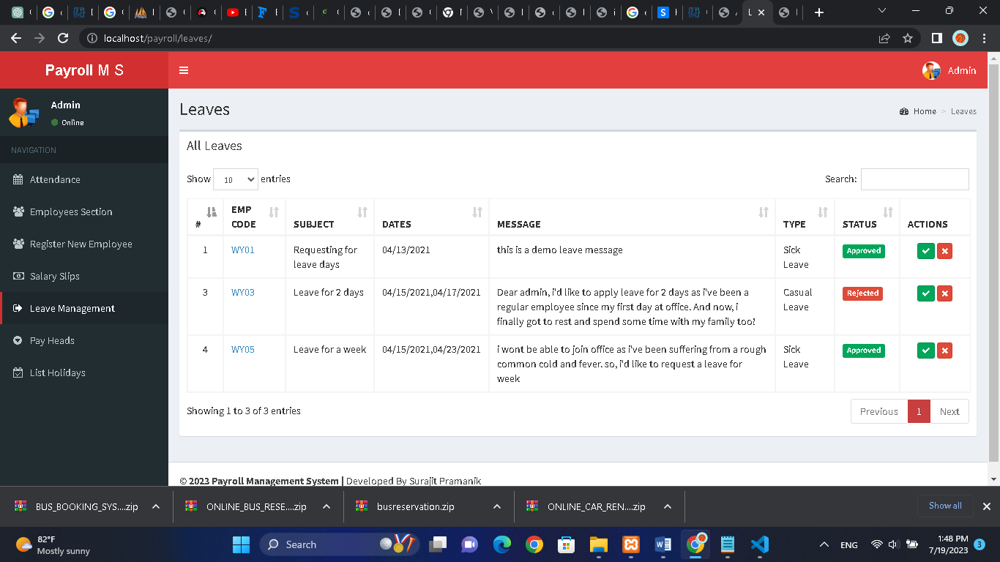 localhost/payroll/leaves/
Payroll M S
Admin
Admin
Online
Leaves
Home > Leaves
NAVIGATION
Attendance
Employees Section
Register New Employee
Salary Slips
Leave Management
Pay Heads
List Holidays
All Leaves
Show 10 entries
Search:
# EMP CODE SUBJECT DATES MESSAGE TYPE STATUS ACTIONS
1 WY01 Requesting for 04/13/2021 this is a demo leave message Sick Approved
leave days Leave
3 WY03 Leave for 2 days 04/15/2021,04/17/2021 Dear admin, i'd like to apply leave for 2 days as i've been a Casual Rejected
regular employee since my first day at office. And now, i Leave
finally got to rest and spend some time with my family too?
4 WY05 Leave for a week 04/15/2021,04/23/2021 i wont be able to join office as i've been suffering from a rough Sick Approved
common cold and fever. so, i'd like to request a leave for Leave
week
Showing 1 to 3 of 3 entries
Previous 1 Next
© 2023 Payroll Management System | Developed By Surajit Pramanik
BUS_BOOKING_SYS....zip ONLINE_BUS_RESE....zip busreservation.zip ONLINE_CAR_REN....zip Show all
82°F
Mostly sunny
Search
ENG
1:48 PM
7/19/2023
3